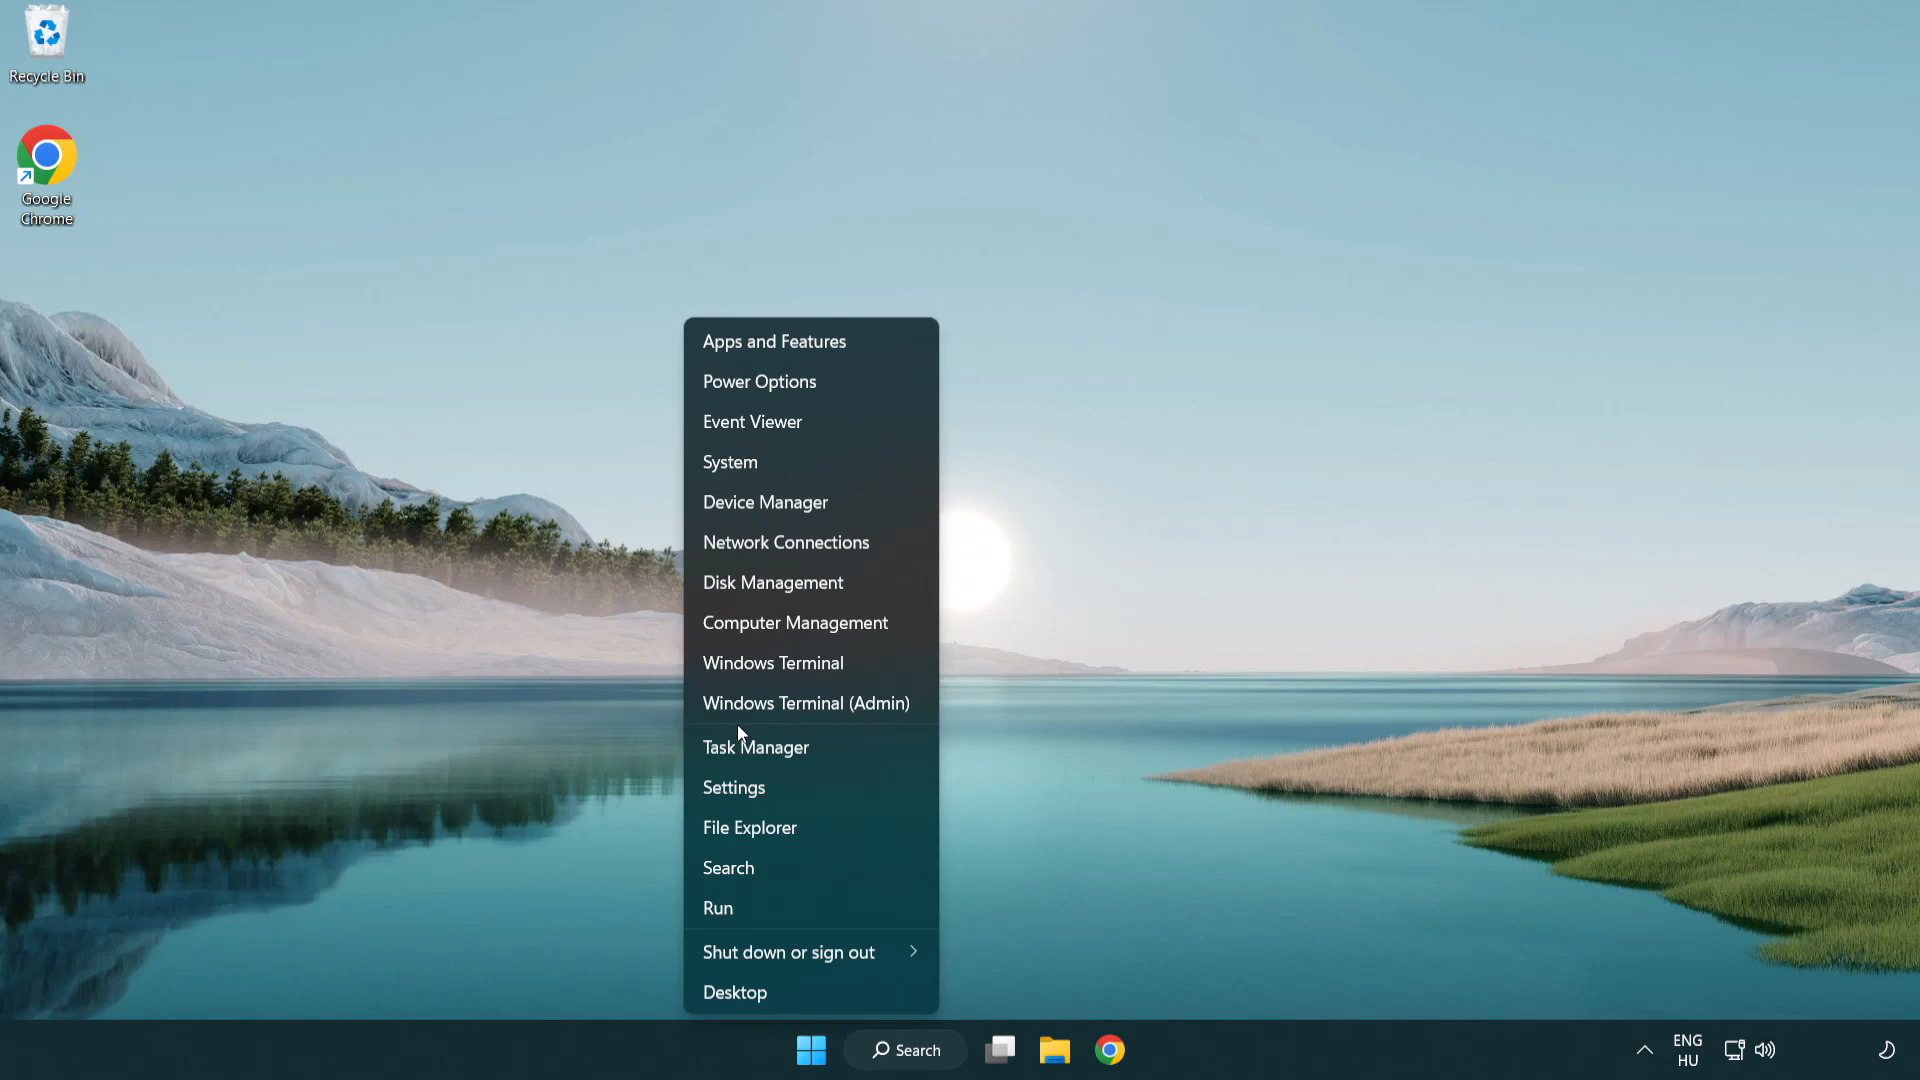 Recycle Bin
Google
Chrome
Apps and Features
Power Options
Event Viewer
System
Device Manager
Network Connections
Disk Management
Computer Management
Windows Terminal
Windows Terminal (Admin)
Task Manager
Settings
File Explorer
Search
Run
Shut down or sign out
Desktop
Search
ENG
HU